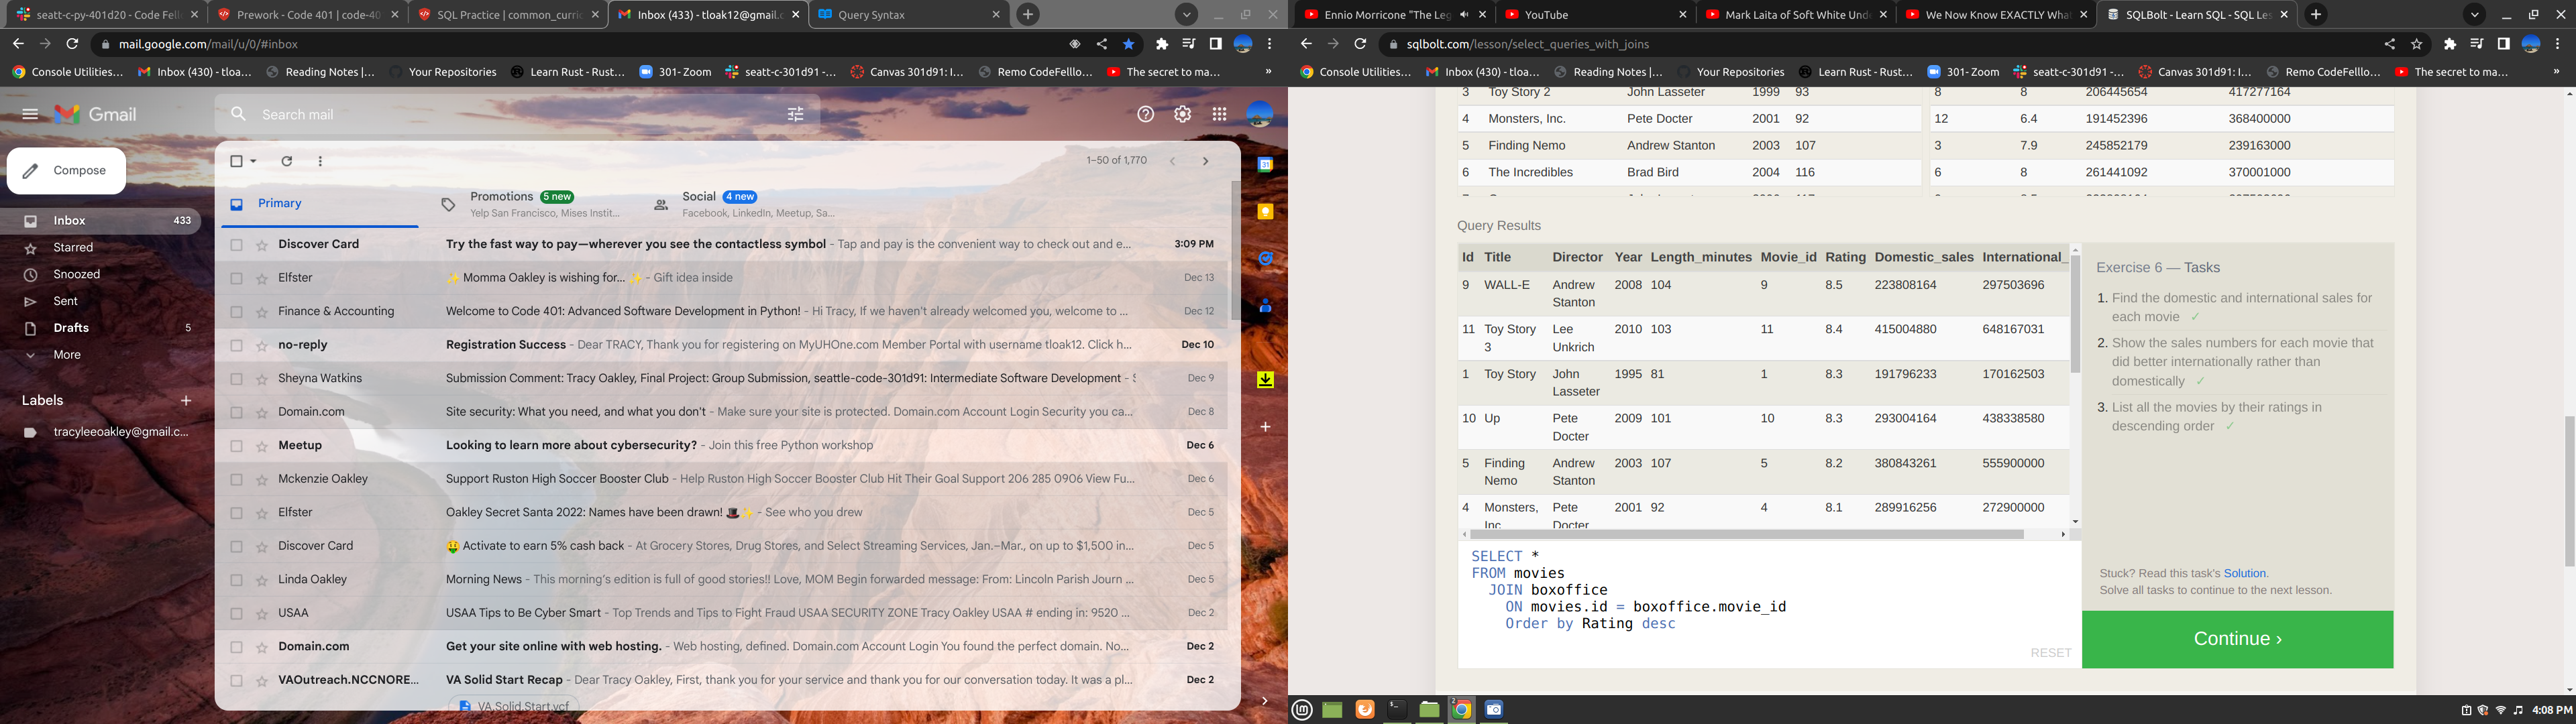 seatt-c-py-401d20 - Code Fell
Prework - Code 401 | code-40
SQL Practice | common_curric
Inbox (433) - tloak12@gmail.c
Query Syntax
mail.google.com/mail/u/0/#inbox
Console Utilities...
Inbox (430) - tloa...
Reading Notes |...
Your Repositories
Learn Rust - Rust...
301- Zoom
seatt-c-301d91 -...
Canvas 301d91: I...
Remo CodeFelllo...
The secret to ma...
»
Gmail
Search mail
Compose
1–50 of 1,770
Inbox 433
Starred
Snoozed
Sent
Drafts 5
More
Labels
tracyleeoakley@gmail.c...
Primary
Promotions 5 new
Yelp San Francisco, Mises Instit...
Social 4 new
Facebook, LinkedIn, Meetup, Sa...
Discover Card Try the fast way to pay—wherever you see the contactless symbol - Tap and pay is the convenient way to check out and e... 3:09 PM
Elfster ✨ Momma Oakley is wishing for... ✨ - Gift idea inside Dec 13
Finance & Accounting Welcome to Code 401: Advanced Software Development in Python! - Hi Tracy, If we haven't already welcomed you, welcome to ... Dec 12
no-reply Registration Success - Dear TRACY, Thank you for registering on MyUHOne.com Member Portal with username tloak12. Click h... Dec 10
Sheyna Watkins Submission Comment: Tracy Oakley, Final Project: Group Submission, seattle-code-301d91: Intermediate Software Development - Dec 9
Domain.com Site security: What you need, and what you don't - Make sure your site is protected. Domain.com Account Login Security you ca... Dec 8
Meetup Looking to learn more about cybersecurity? - Join this free Python workshop Dec 6
Mckenzie Oakley Support Ruston High Soccer Booster Club - Help Ruston High Soccer Booster Club Hit Their Goal Support 206 285 0906 View Fu... Dec 6
Elfster Oakley Secret Santa 2022: Names have been drawn! 🎩✨ - See who you drew Dec 5
Discover Card 🤑 Activate to earn 5% cash back - At Grocery Stores, Drug Stores, and Select Streaming Services, Jan.–Mar., on up to $1,500 in... Dec 5
Linda Oakley Morning News - This morning's edition is full of good stories!! Love, MOM Begin forwarded message: From: Lincoln Parish Journ ... Dec 5
USAA USAA Tips to Be Cyber Smart - Top Trends and Tips to Fight Fraud USAA SECURITY ZONE Tracy Oakley USAA # ending in: 9520 ... Dec 2
Domain.com Get your site online with web hosting. - Web hosting, defined. Domain.com Account Login You found the perfect domain. No... Dec 2
VAOutreach.NCCNORE... VA Solid Start Recap - Dear Tracy Oakley, First, thank you for your service and thank you for our conversation today. It was a pl... Dec 2
VA.Solid.Start.vcf
31
Ennio Morricone "The Leg
YouTube
Mark Laita of Soft White Und
We Now Know EXACTLY Wha
SQLBolt - Learn SQL - SQL Les
sqlbolt.com/lesson/select_queries_with_joins
Console Utilities...
Inbox (430) - tloa...
Reading Notes |...
Your Repositories
Learn Rust - Rust...
301- Zoom
seatt-c-301d91 -...
Canvas 301d91: I...
Remo CodeFelllo...
The secret to ma...
»
3 Toy Story 2 John Lasseter 1999 93 8 8 206445654 417277164
4 Monsters, Inc. Pete Docter 2001 92 12 6.4 191452396 368400000
5 Finding Nemo Andrew Stanton 2003 107 3 7.9 245852179 239163000
6 The Incredibles Brad Bird 2004 116 6 8 261441092 370001000
Query Results
Id Title Director Year Length_minutes Movie_id Rating Domestic_sales International_
9 WALL-E Andrew Stanton 2008 104 9 8.5 223808164 297503696
11 Toy Story 3 Lee Unkrich 2010 103 11 8.4 415004880 648167031
1 Toy Story John Lasseter 1995 81 1 8.3 191796233 170162503
10 Up Pete Docter 2009 101 10 8.3 293004164 438338580
5 Finding Nemo Andrew Stanton 2003 107 5 8.2 380843261 555900000
4 Monsters, Inc Pete Docter 2001 92 4 8.1 289916256 272900000
SELECT *
FROM movies
JOIN boxoffice
ON movies.id = boxoffice.movie_id
Order by Rating desc
RESET
Exercise 6 — Tasks
1. Find the domestic and international sales for
each movie ✓
2. Show the sales numbers for each movie that
did better internationally rather than
domestically ✓
3. List all the movies by their ratings in
descending order ✓
Stuck? Read this task's Solution.
Solve all tasks to continue to the next lesson.
Continue ›
2
4:08 PM